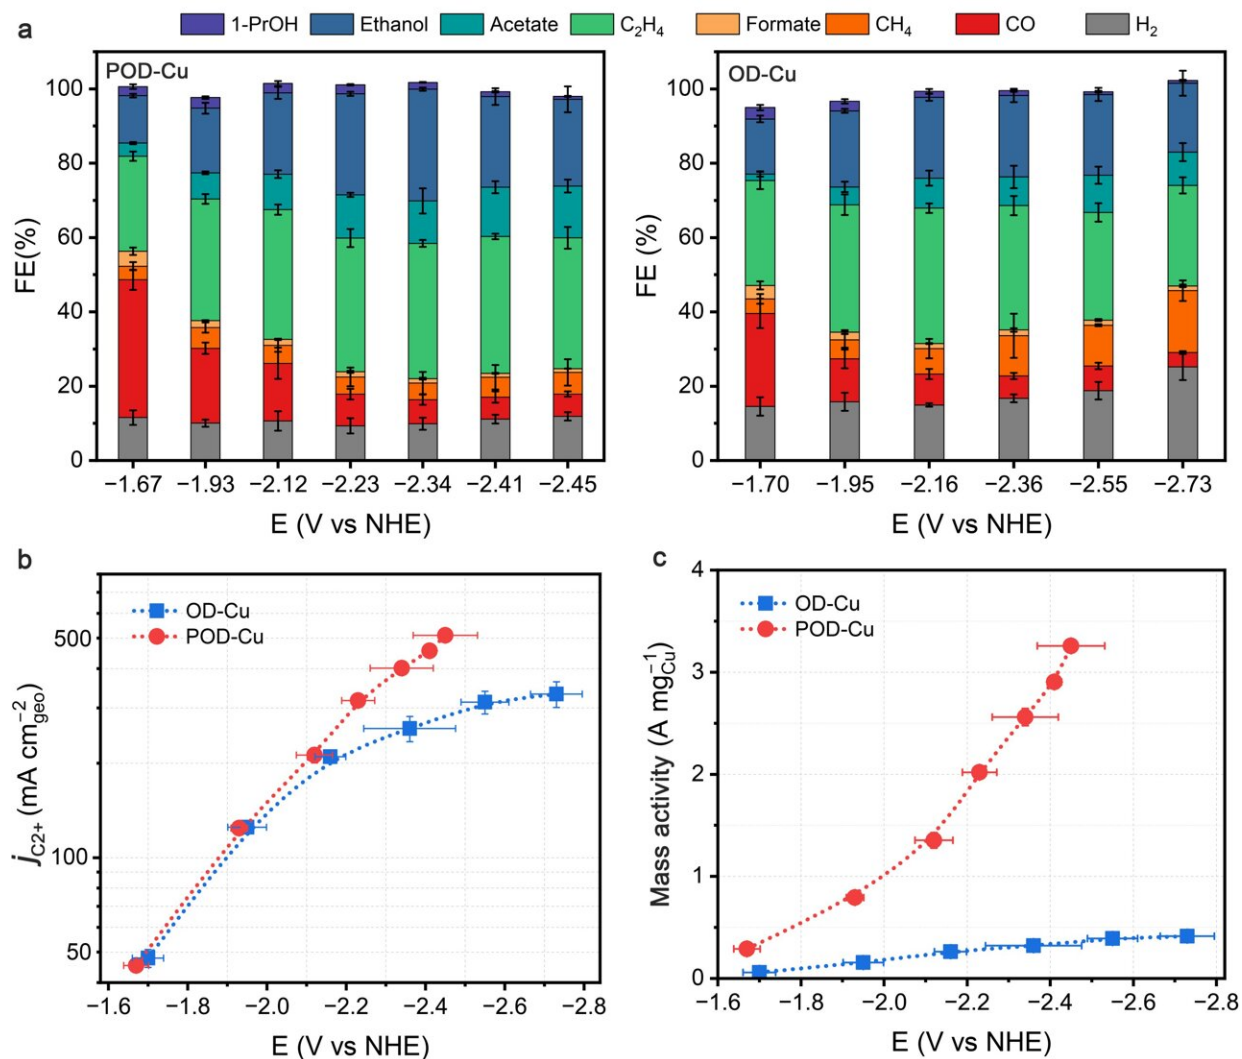 a
1-PrOH Ethanol Acetate C₂H₄ Formate CH₄ CO H₂
POD-Cu
FE(%)
100
80
60
40
20
0
−1.67 −1.93 −2.12 −2.23 −2.34 −2.41 −2.45
E (V vs NHE)
OD-Cu
FE (%)
100
80
60
40
20
0
−1.70 −1.95 −2.16 −2.36 −2.55 −2.73
E (V vs NHE)
b
OD-Cu
POD-Cu
j_C2+ (mA cm⁻²_geo)
500
100
50
−1.6 −1.8 −2.0 −2.2 −2.4 −2.6 −2.8
E (V vs NHE)
c
OD-Cu
POD-Cu
Mass activity (A mg⁻¹_Cu)
4
3
2
1
0
−1.6 −1.8 −2.0 −2.2 −2.4 −2.6 −2.8
E (V vs NHE)